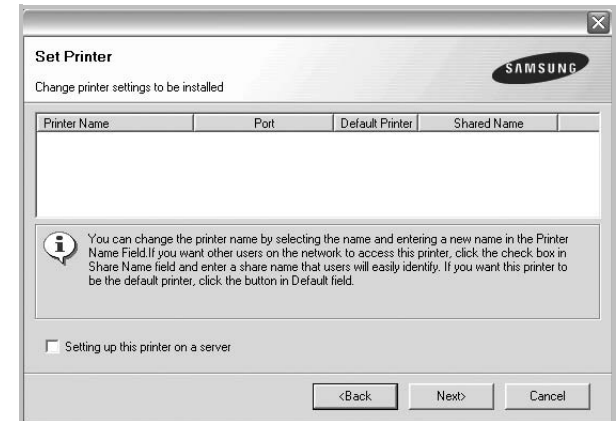 Set Printer
SAMSUNG
Change printer settings to be installed
Printer Name Port Default Printer Shared Name
You can change the printer name by selecting the name and entering a new name in the Printer
Name Field.If you want other users on the network to access this printer, click the check box in
Share Name field and enter a share name that users will easily identify. If you want this printer to
be the default printer, click the button in Default field.
Setting up this printer on a server
<Back Next> Cancel